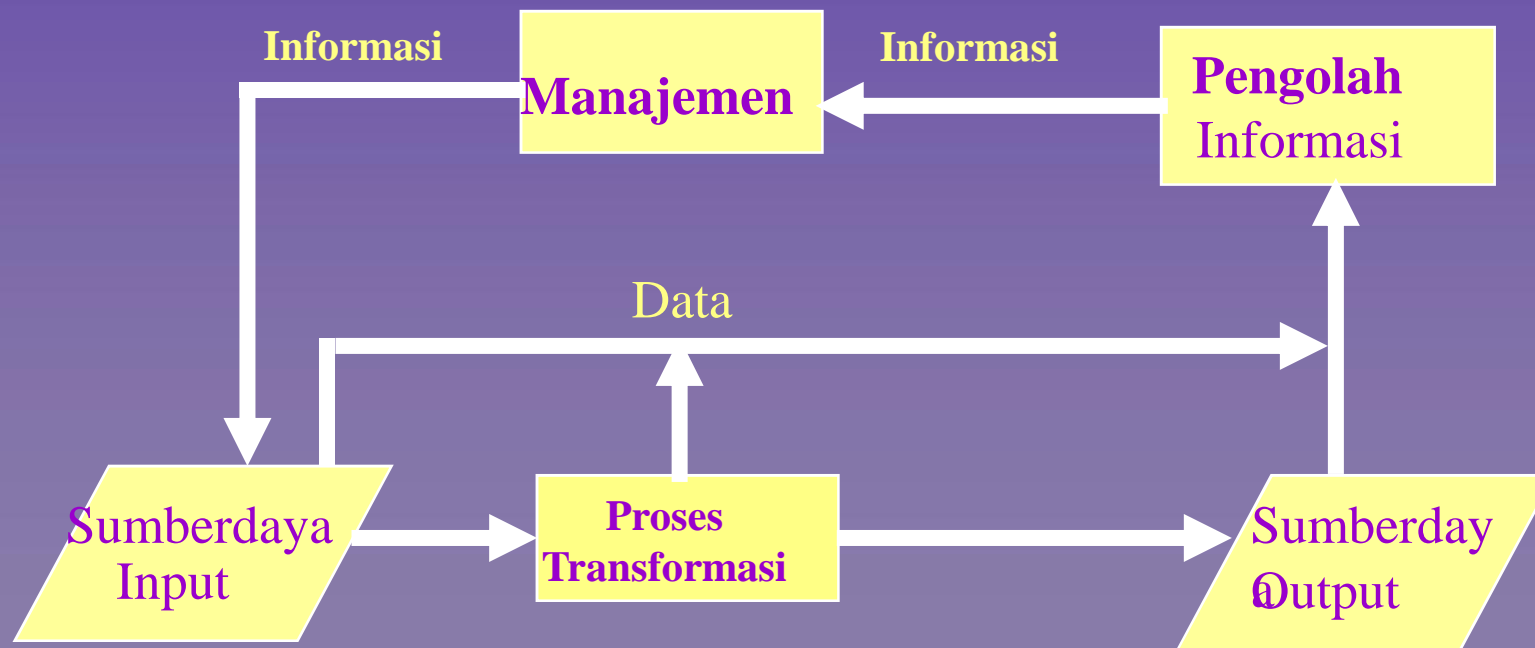 Informasi
Manajemen
Informasi
Pengolah
Informasi
Data
Sumberdaya
Input
Proses
Transformasi
Sumberday
a
Output